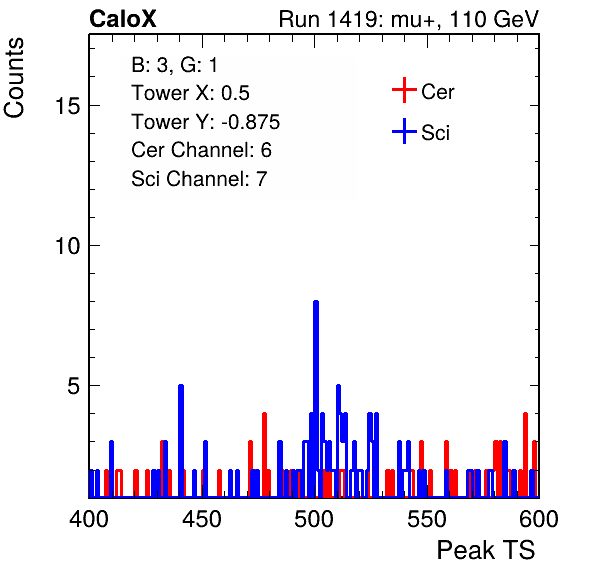 CaloX Run 1419: mu+, 110 GeV
Counts
B: 3, G: 1
Tower X: 0.5
Tower Y: -0.875
Cer Channel: 6
Sci Channel: 7
Cer
Sci
15
10
5
400 450 500 550 600
Peak TS